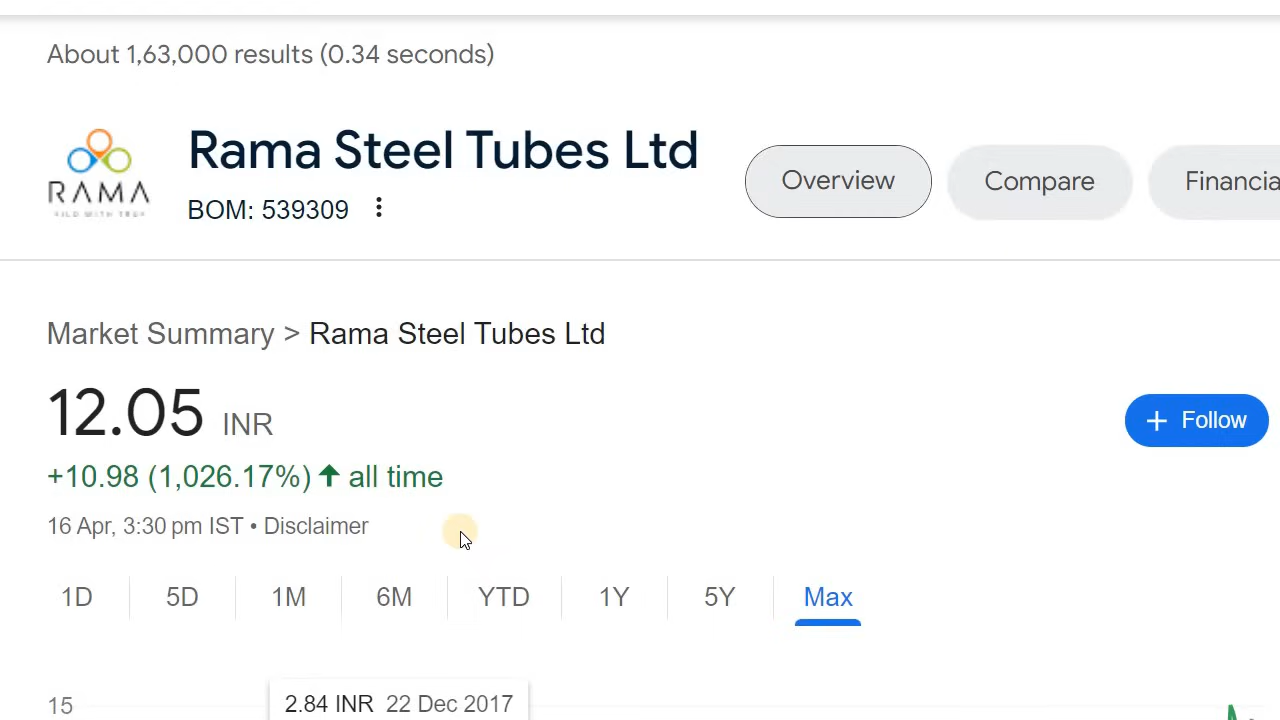 About 1,63,000 results (0.34 seconds)
RAMA
Rama Steel Tubes Ltd
BOM: 539309
Overview
Compare
Financia
Market Summary > Rama Steel Tubes Ltd
12.05 INR
+ Follow
+10.98 (1,026.17%) ↑ all time
16 Apr, 3:30 pm IST • Disclaimer
1D 5D 1M 6M YTD 1Y 5Y Max
15
2.84 INR 22 Dec 2017